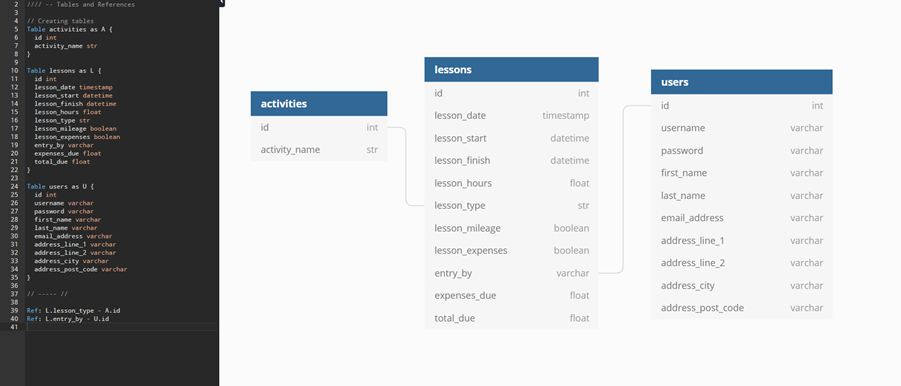 2 //// -- Tables and References
3
4 // Creating tables
5 Table activities as A {
6 id int
7 activity_name str
8 }
9
10 Table lessons as L {
11 id int
12 lesson_date timestamp
13 lesson_start datetime
14 lesson_finish datetime
15 lesson_hours float
16 lesson_type str
17 lesson_mileage boolean
18 lesson_expenses boolean
19 entry_by varchar
20 expenses_due float
21 total_due float
22 }
23
24 Table users as U {
25 id int
26 username varchar
27 password varchar
28 first_name varchar
29 last_name varchar
30 email_address varchar
31 address_line_1 varchar
32 address_line_2 varchar
33 address_city varchar
34 address_post_code varchar
35 }
36
37 // ----- //
38
39 Ref: L.lesson_type - A.id
40 Ref: L.entry_by - U.id
41
activities
id int
activity_name str
lessons
id int
lesson_date timestamp
lesson_start datetime
lesson_finish datetime
lesson_hours float
lesson_type str
lesson_mileage boolean
lesson_expenses boolean
entry_by varchar
expenses_due float
total_due float
users
id int
username varchar
password varchar
first_name varchar
last_name varchar
email_address varchar
address_line_1 varchar
address_line_2 varchar
address_city varchar
address_post_code varchar